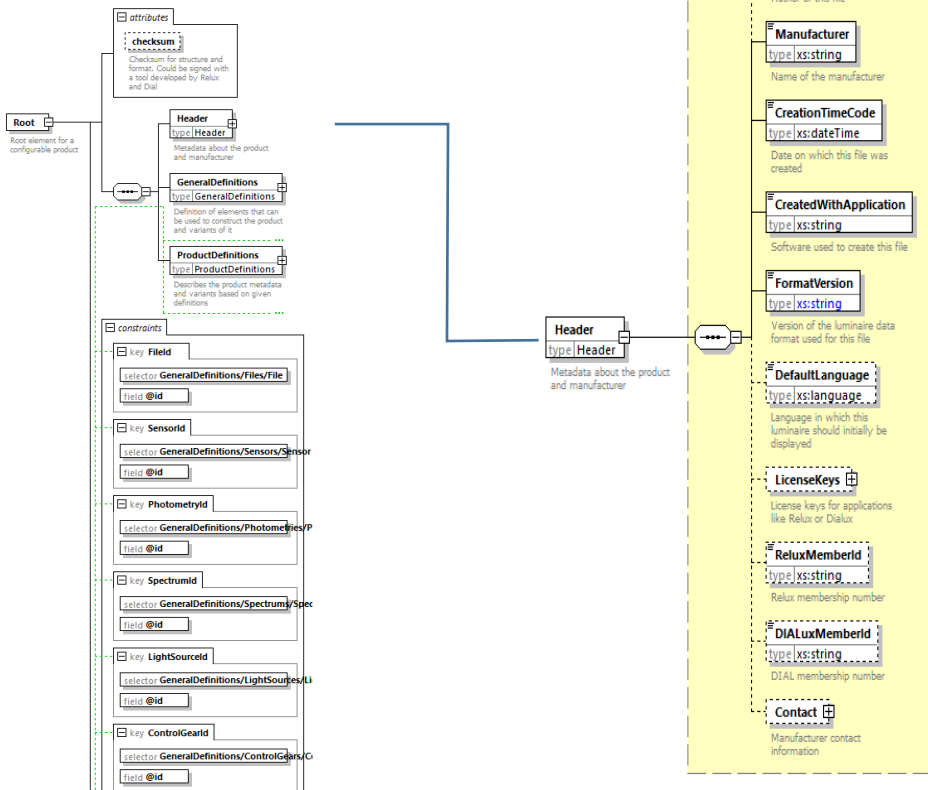 attributes
checksum
Checksum for structure and
format. Could be signed with
a tool developed by Relux
and Dial
Root
Root element for a
configurable product
Header
type Header
Metadata about the product
and manufacturer
GeneralDefinitions
type GeneralDefinitions
Definition of elements that can
be used to construct the product
and variants of it
ProductDefinitions
type ProductDefinitions
Describes the product metadata
and variants based on given
definitions
constraints
key FileId
selector GeneralDefinitions/Files/File
field @id
key SensorId
selector GeneralDefinitions/Sensors/Sensor
field @id
key PhotometryId
selector GeneralDefinitions/Photometries/P
field @id
key SpectrumId
selector GeneralDefinitions/Spectrums/Spec
field @id
key LightSourceId
selector GeneralDefinitions/LightSources/Li
field @id
key ControlGearId
selector GeneralDefinitions/ControlGears/Co
field @id
Header
type Header
Metadata about the product
and manufacturer
Author of this file
Manufacturer
type xs:string
Name of the manufacturer
CreationTimeCode
type xs:dateTime
Date on which this file was
created
CreatedWithApplication
type xs:string
Software used to create this file
FormatVersion
type xs:string
Version of the luminaire data
format used for this file
DefaultLanguage
type xs:language
Language in which this
luminaire should initially be
displayed
LicenseKeys
License keys for applications
like Relux or Dialux
ReluxMemberId
type xs:string
Relux membership number
DIALuxMemberId
type xs:string
DIAL membership number
Contact
Manufacturer contact
information